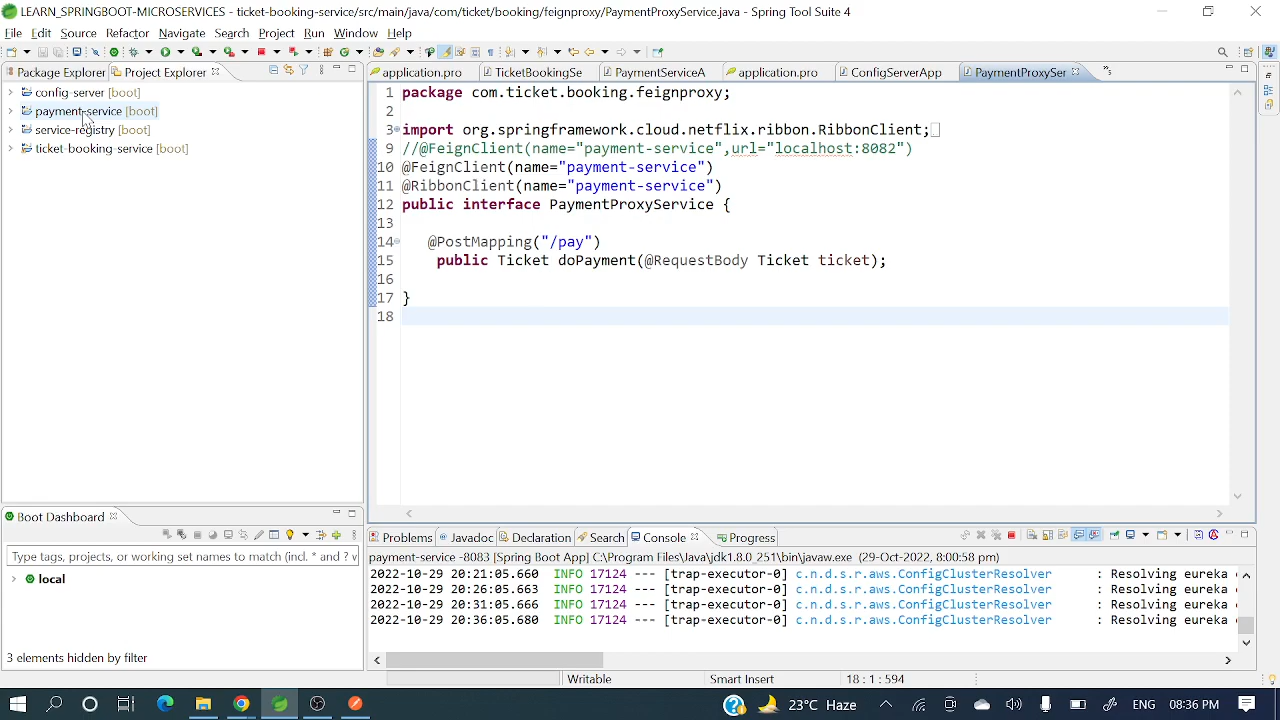 LEARN_SPRINGBOOT-MICROSERVICES - ticket-booking-service/src/main/java/com/ticket/booking/feignproxy/PaymentProxyService.java - Spring Tool Suite 4
File Edit Source Refactor Navigate Search Project Run Window Help
Package Explorer Project Explorer
application.pro TicketBookingSe PaymentServiceA application.pro ConfigServerApp PaymentProxySer
config-server [boot]
payment-service [boot]
service-registry [boot]
ticket-booking-service [boot]
1 package com.ticket.booking.feignproxy;
2
3 import org.springframework.cloud.netflix.ribbon.RibbonClient;
9 //@FeignClient(name="payment-service",url="localhost:8082")
10 @FeignClient(name="payment-service")
11 @RibbonClient(name="payment-service")
12 public interface PaymentProxyService {
13
14 @PostMapping("/pay")
15 public Ticket doPayment(@RequestBody Ticket ticket);
16
17 }
18
Boot Dashboard
Type tags, projects, or working set names to match (incl. * and ? v
local
3 elements hidden by filter
Problems Javadoc Declaration Search Console Progress
payment-service -8083 [Spring Boot App] C:\Program Files\Java\jdk1.8.0_251\bin\javaw.exe (29-Oct-2022, 8:00:58 pm)
2022-10-29 20:21:05.660 INFO 17124 --- [trap-executor-0] c.n.d.s.r.aws.ConfigClusterResolver : Resolving eureka
2022-10-29 20:26:05.663 INFO 17124 --- [trap-executor-0] c.n.d.s.r.aws.ConfigClusterResolver : Resolving eureka
2022-10-29 20:31:05.666 INFO 17124 --- [trap-executor-0] c.n.d.s.r.aws.ConfigClusterResolver : Resolving eureka
2022-10-29 20:36:05.680 INFO 17124 --- [trap-executor-0] c.n.d.s.r.aws.ConfigClusterResolver : Resolving eureka
Writable Smart Insert 18 : 1 : 594
23°C Haze ENG 08:36 PM